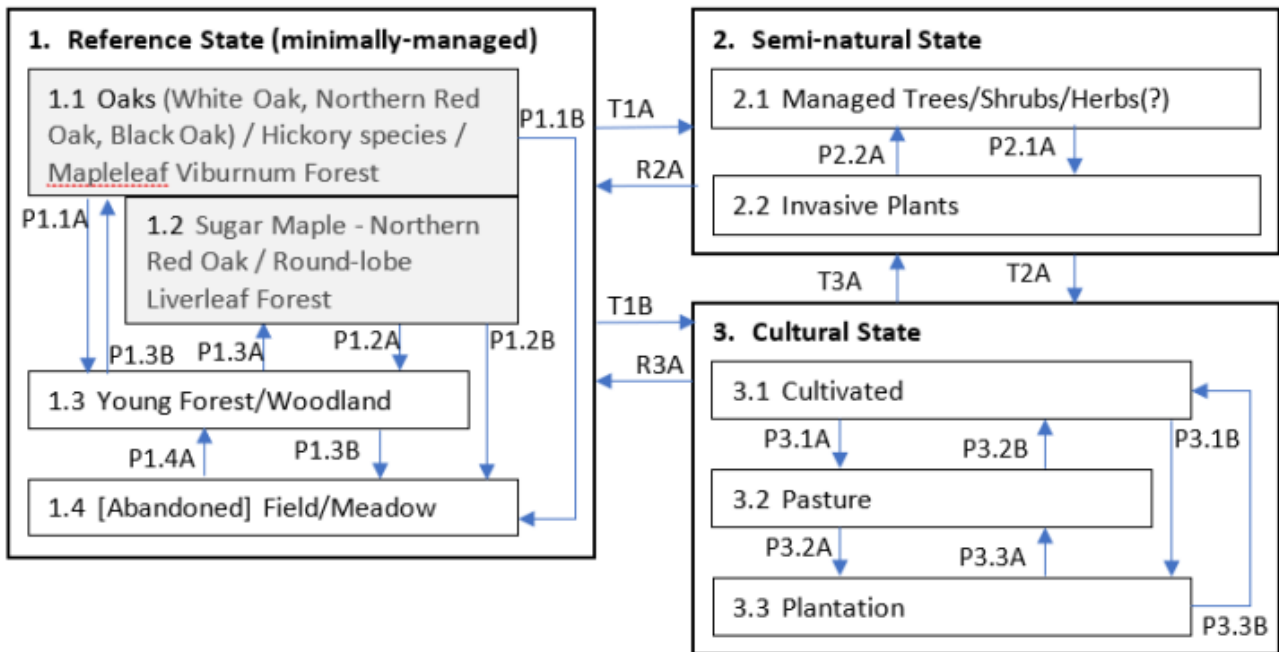 1. Reference State (minimally-managed)
1.1 Oaks (White Oak, Northern Red
Oak, Black Oak) / Hickory species /
Mapleleaf Viburnum Forest
P1.1B
P1.1A
1.2 Sugar Maple - Northern
Red Oak / Round-lobe
Liverleaf Forest
P1.3B
P1.3A
P1.2A
P1.2B
1.3 Young Forest/Woodland
P1.4A
P1.3B
1.4 [Abandoned] Field/Meadow
T1A
R2A
T1B
R3A
2. Semi-natural State
2.1 Managed Trees/Shrubs/Herbs(?)
P2.2A
P2.1A
2.2 Invasive Plants
T3A
T2A
3. Cultural State
3.1 Cultivated
P3.1A
P3.2B
P3.1B
3.2 Pasture
P3.2A
P3.3A
3.3 Plantation
P3.3B